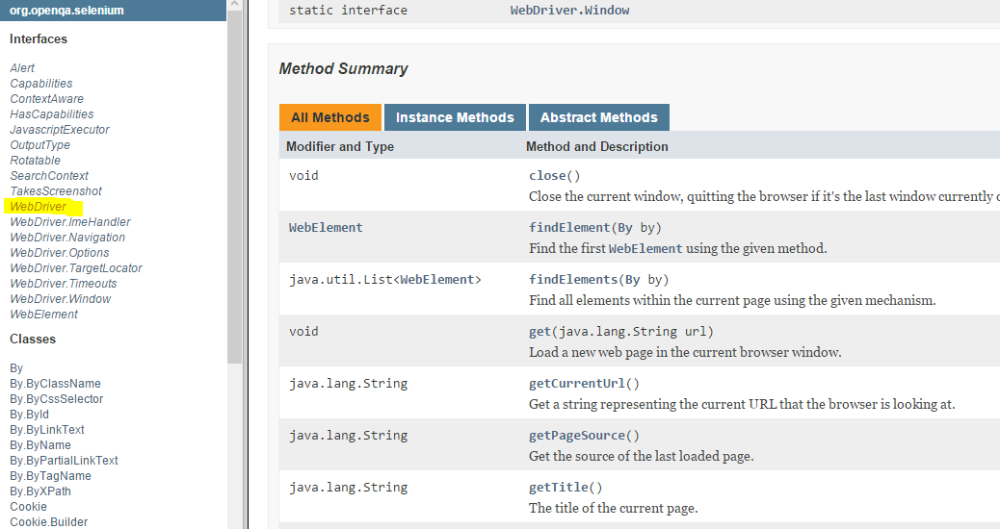 org.openqa.selenium
Interfaces
Alert
Capabilities
ContextAware
HasCapabilities
JavascriptExecutor
OutputType
Rotatable
SearchContext
TakesScreenshot
WebDriver
WebDriver.ImeHandler
WebDriver.Navigation
WebDriver.Options
WebDriver.TargetLocator
WebDriver.Timeouts
WebDriver.Window
WebElement
Classes
By
By.ByClassName
By.ByCssSelector
By.ById
By.ByLinkText
By.ByName
By.ByPartialLinkText
By.ByTagName
By.ByXPath
Cookie
Cookie.Builder
static interface WebDriver.Window
Method Summary
All Methods Instance Methods Abstract Methods
Modifier and Type Method and Description
void close()
Close the current window, quitting the browser if it's the last window currently
WebElement findElement(By by)
Find the first WebElement using the given method.
java.util.List<WebElement> findElements(By by)
Find all elements within the current page using the given mechanism.
void get(java.lang.String url)
Load a new web page in the current browser window.
java.lang.String getCurrentUrl()
Get a string representing the current URL that the browser is looking at.
java.lang.String getPageSource()
Get the source of the last loaded page.
java.lang.String getTitle()
The title of the current page.